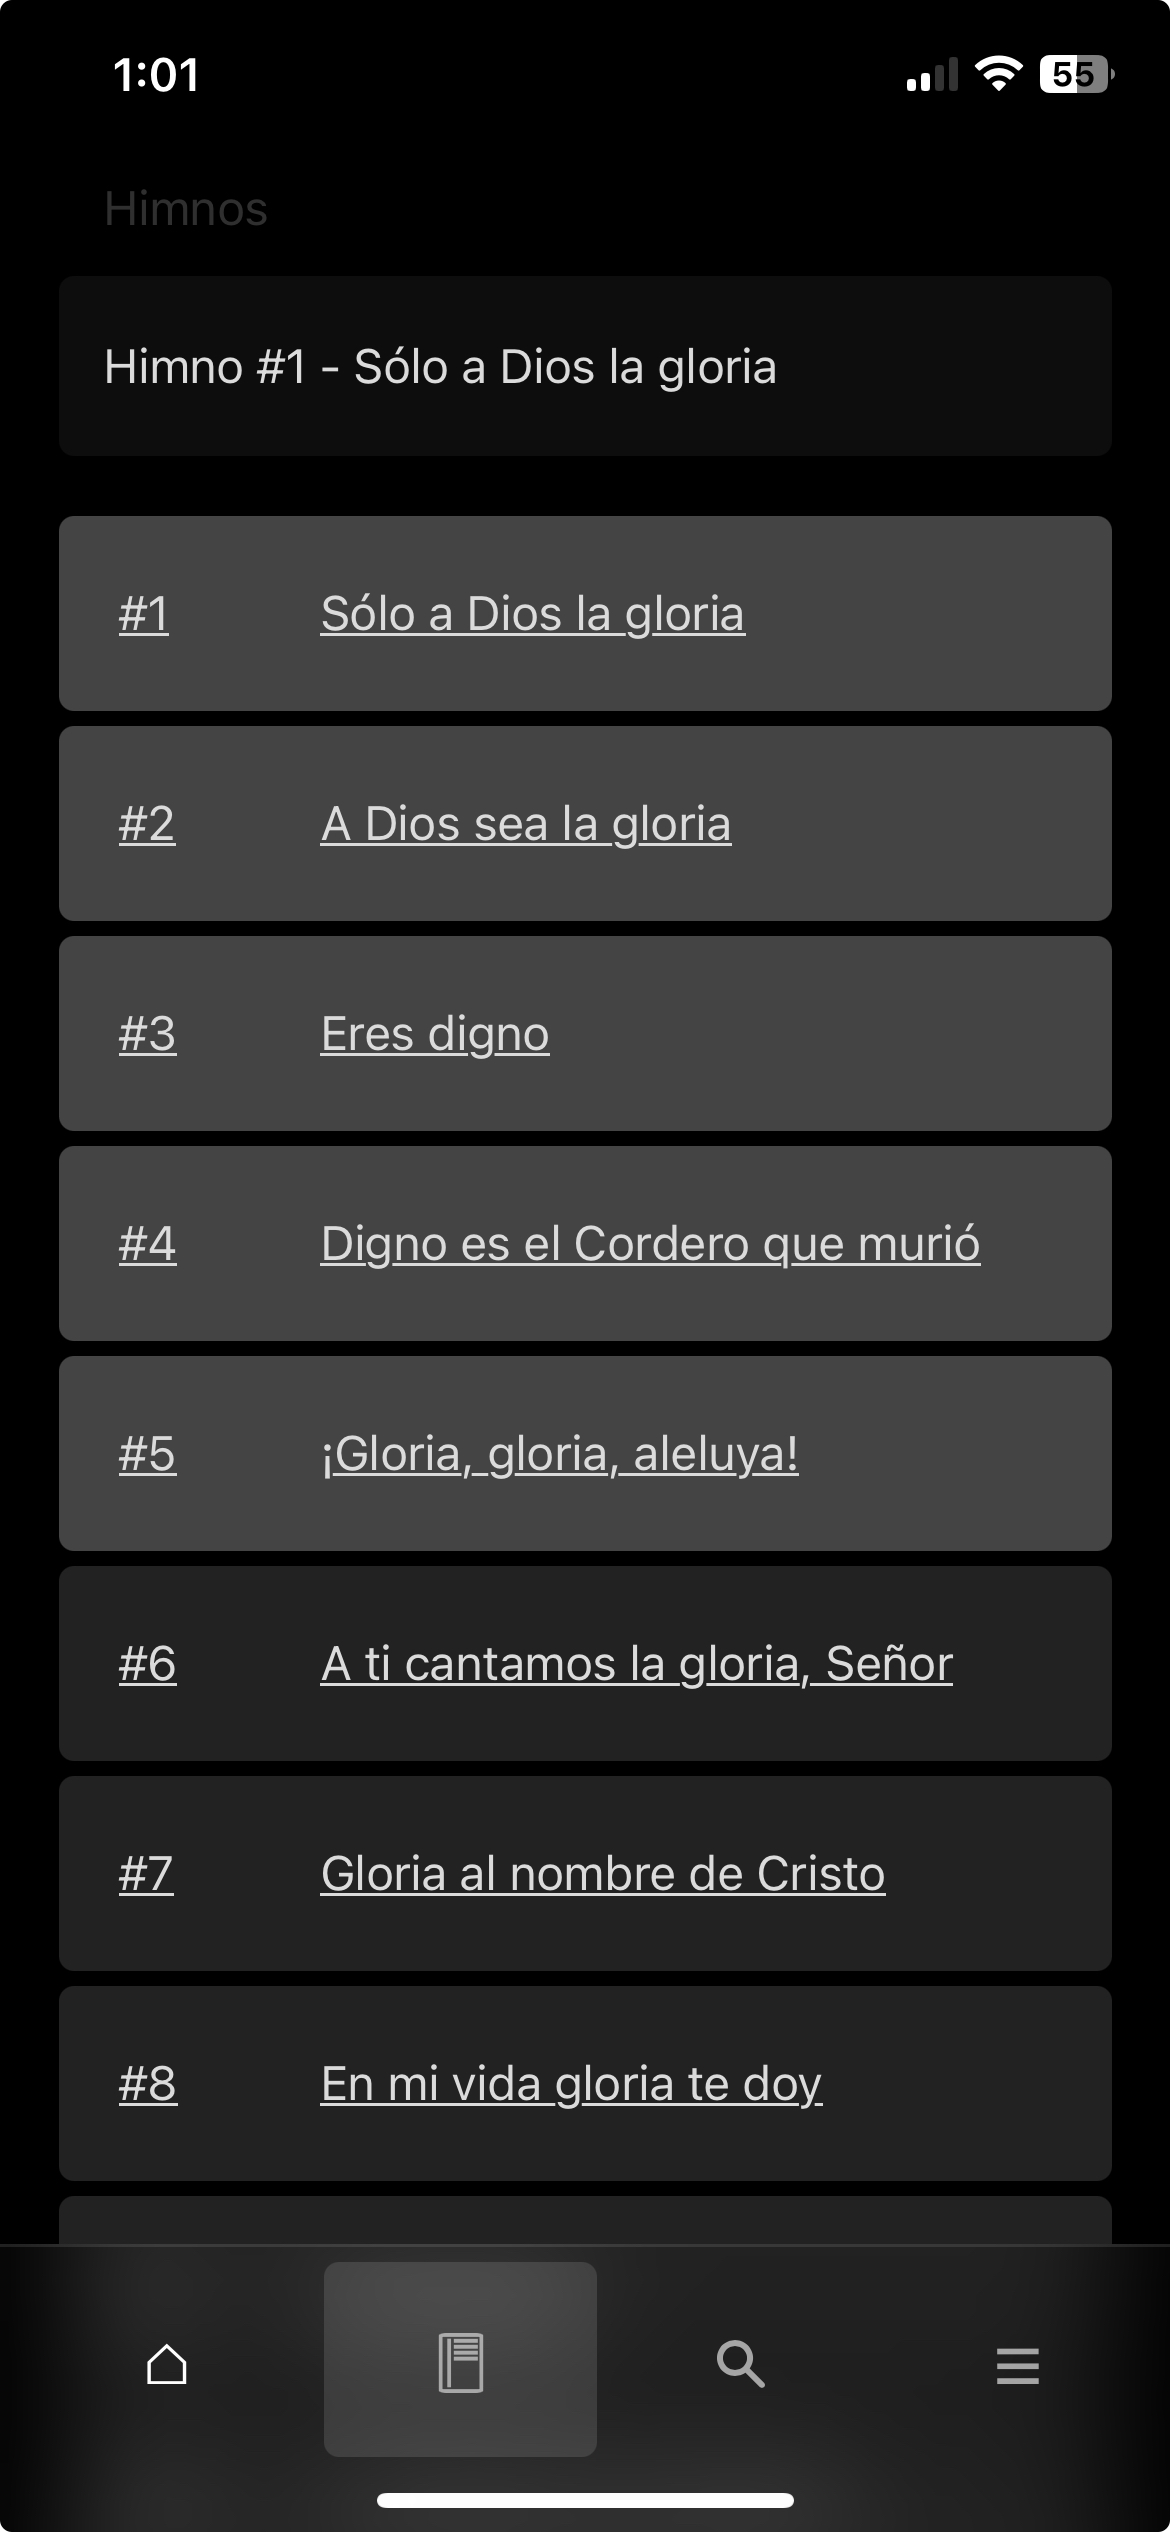 1:01
55
Himnos
Himno #1 - Sólo a Dios la gloria
#1 Sólo a Dios la gloria
#2 A Dios sea la gloria
#3 Eres digno
#4 Digno es el Cordero que murió
#5 ¡Gloria, gloria, aleluya!
#6 A ti cantamos la gloria, Señor
#7 Gloria al nombre de Cristo
#8 En mi vida gloria te doy